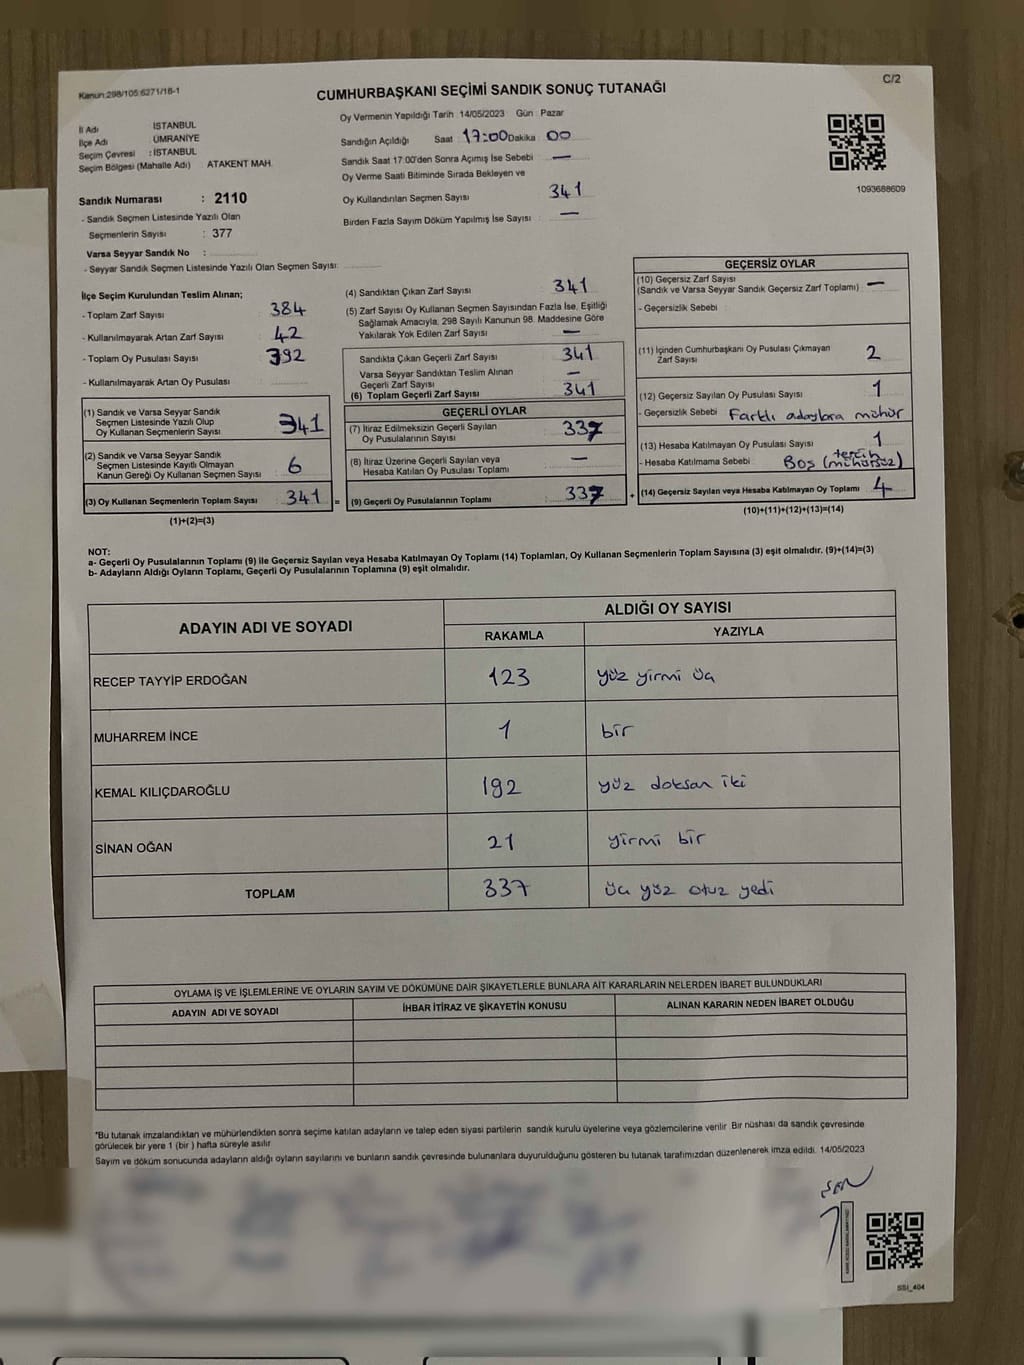 Kanun:298/105;6271/16-1
C/2
CUMHURBAŞKANI SEÇİMİ SANDIK SONUÇ TUTANAĞI
İl Adı İSTANBUL
İlçe Adı : ÜMRANİYE
Seçim Çevresi : İSTANBUL
Seçim Bölgesi (Mahalle Adı) ATAKENT MAH.
Sandık Numarası : 2110
- Sandık Seçmen Listesinde Yazılı Olan
Seçmenlerin Sayısı : 377
Varsa Seyyar Sandık No :
- Seyyar Sandık Seçmen Listesinde Yazılı Olan Seçmen Sayısı:
Oy Vermenin Yapıldığı Tarih :14/05/2023 Gün : Pazar
Sandığın Açıldığı Saat 17:00 Dakika 00
Sandık Saat 17:00'den Sonra Açımış İse Sebebi —
Oy Verme Saati Bitiminde Sırada Bekleyen ve
Oy Kullandırılan Seçmen Sayısı 341
Birden Fazla Sayım Döküm Yapılmış İse Sayısı —
1093688609
İlçe Seçim Kurulundan Teslim Alınan;
- Toplam Zarf Sayısı 384
- Kullanılmayarak Artan Zarf Sayısı 42
- Toplam Oy Pusulası Sayısı 392
- Kullanılmayarak Artan Oy Pusulası
(1) Sandık ve Varsa Seyyar Sandık
Seçmen Listesinde Yazılı Olup
Oy Kullanan Seçmenlerin Sayısı 341
(2) Sandık ve Varsa Seyyar Sandık
Seçmen Listesinde Kayıtlı Olmayan
Kanun Gereği Oy Kullanan Seçmen Sayısı 6
(3) Oy Kullanan Seçmenlerin Toplam Sayısı 341 =
(1)+(2)=(3)
(4) Sandıktan Çıkan Zarf Sayısı 341
(5) Zarf Sayısı Oy Kullanan Seçmen Sayısından Fazla İse, Eşitliği
Sağlamak Amacıyla, 298 Sayılı Kanunun 98. Maddesine Göre
Yakılarak Yok Edilen Zarf Sayısı —
Sandıkta Çıkan Geçerli Zarf Sayısı 341
Varsa Seyyar Sandıktan Teslim Alınan
Geçerli Zarf Sayısı —
(6) Toplam Geçerli Zarf Sayısı 341
GEÇERLİ OYLAR
(7) İtiraz Edilmeksizin Geçerli Sayılan
Oy Pusulalarının Sayısı 337
(8) İtiraz Üzerine Geçerli Sayılan veya
Hesaba Katılan Oy Pusulası Toplamı —
(9) Geçerli Oy Pusulalarının Toplamı 337 +
GEÇERSİZ OYLAR
(10) Geçersiz Zarf Sayısı
(Sandık ve Varsa Seyyar Sandık Geçersiz Zarf Toplamı) —
- Geçersizlik Sebebi
(11) İçinden Cumhurbaşkanı Oy Pusulası Çıkmayan
Zarf Sayısı 2
(12) Geçersiz Sayılan Oy Pusulası Sayısı 1
- Geçersizlik Sebebi Farklı adaylara mühür
(13) Hesaba Katılmayan Oy Pusulası Sayısı 1
- Hesaba Katılmama Sebebi Boş tercih (mühürsüz)
(14) Geçersiz Sayılan veya Hesaba Katılmayan Oy Toplamı 4
(10)+(11)+(12)+(13)=(14)
NOT:
a- Geçerli Oy Pusulalarının Toplamı (9) ile Geçersiz Sayılan veya Hesaba Katılmayan Oy Toplamı (14) Toplamları, Oy Kullanan Seçmenlerin Toplam Sayısına (3) eşit olmalıdır. (9)+(14)=(3)
b- Adayların Aldığı Oyların Toplamı, Geçerli Oy Pusulalarının Toplamına (9) eşit olmalıdır.
ADAYIN ADI VE SOYADI
ALDIĞI OY SAYISI
RAKAMLA YAZIYLA
RECEP TAYYİP ERDOĞAN 123 yüz yirmi üç
MUHARREM İNCE 1 bir
KEMAL KILIÇDAROĞLU 192 yüz doksan iki
SİNAN OĞAN 21 yirmi bir
TOPLAM 337 üç yüz otuz yedi
OYLAMA İŞ VE İŞLEMLERİNE VE OYLARIN SAYIM VE DÖKÜMÜNE DAİR ŞİKAYETLERLE BUNLARA AİT KARARLARIN NELERDEN İBARET BULUNDUKLARI
ADAYIN ADI VE SOYADI İHBAR İTİRAZ VE ŞİKAYETİN KONUSU ALINAN KARARIN NEDEN İBARET OLDUĞU
"Bu tutanak imzalandıktan ve mühürlendikten sonra seçime katılan adayların ve talep eden siyasi partilerin sandık kurulu üyelerine veya gözlemcilerine verilir Bir nüshası da sandık çevresinde
görülecek bir yere 1 (bir ) hafta süreyle asılır
Sayım ve döküm sonucunda adayların aldığı oyların sayılarını ve bunların sandık çevresinde bulunanlara duyurulduğunu gösteren bu tutanak tarafımızdan düzenlenerek imza edildi. 14/05/2023
SSI_404